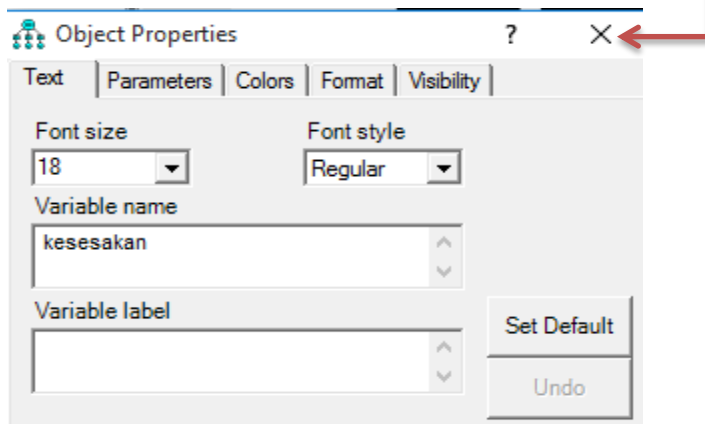 Object Properties ?
Text Parameters Colors Format Visibility
Font size Font style
18 Regular
Variable name
kesesakan
Variable label
Set Default
Undo